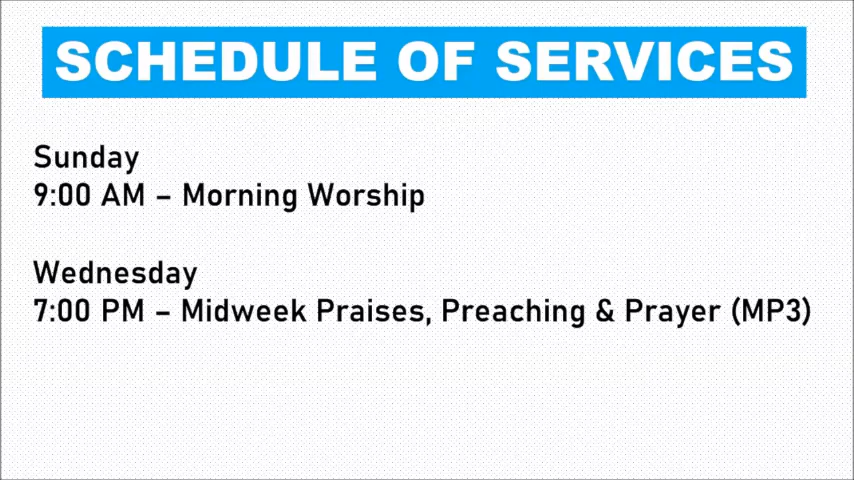 SCHEDULE OF SERVICES
Sunday
9:00 AM – Morning Worship
Wednesday
7:00 PM – Midweek Praises, Preaching & Prayer (MP3)